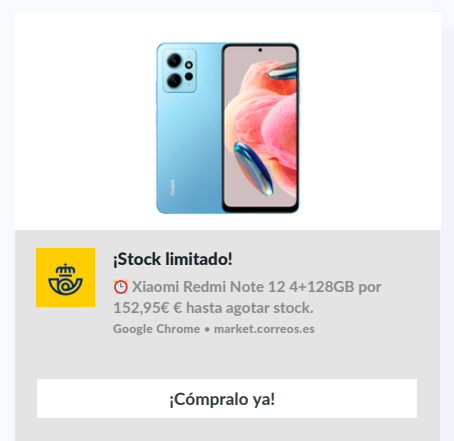 Redmi
¡Stock limitado!
⏰ Xiaomi Redmi Note 12 4+128GB por
152,95€ € hasta agotar stock.
Google Chrome • market.correos.es
¡Cómpralo ya!